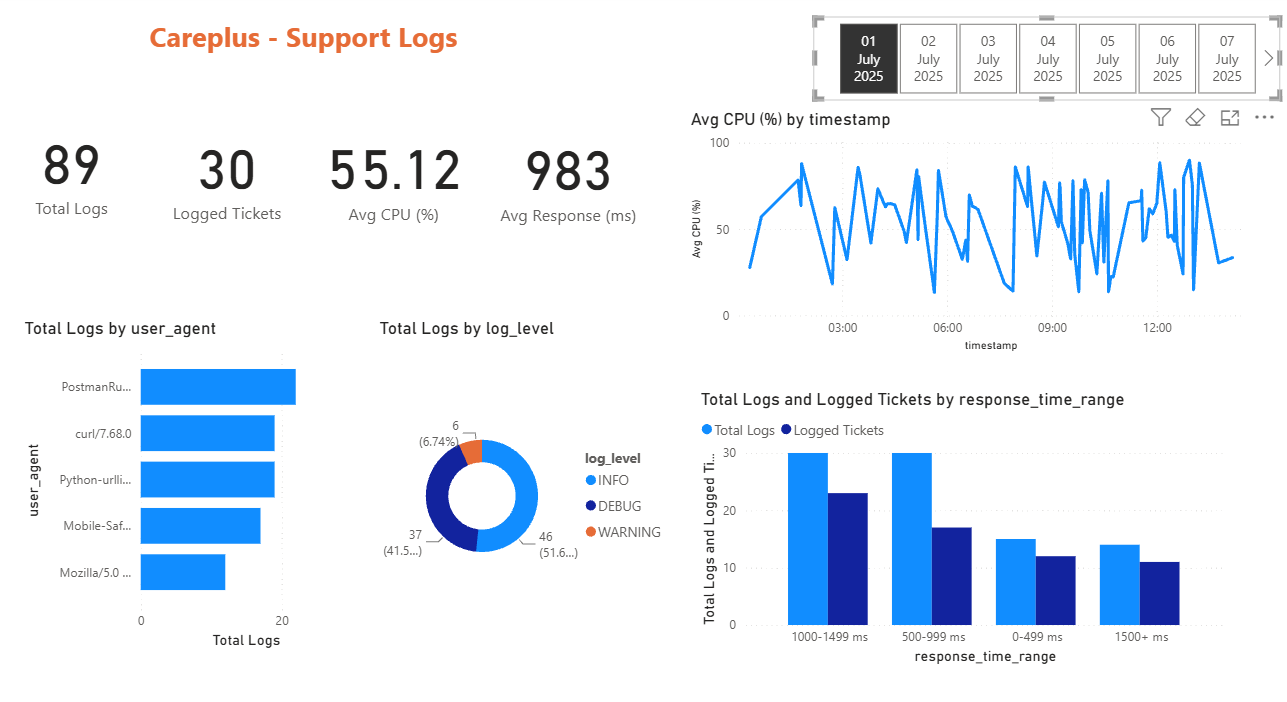 Careplus - Support Logs
01
July
2025
02
July
2025
03
July
2025
04
July
2025
05
July
2025
06
July
2025
07
July
2025
89
Total Logs
30
Logged Tickets
55.12
Avg CPU (%)
983
Avg Response (ms)
Avg CPU (%) by timestamp
Avg CPU (%)
100
50
0
03:00
06:00
09:00
12:00
timestamp
Total Logs by user_agent
user_agent
PostmanRu...
curl/7.68.0
Python-urlli...
Mobile-Saf...
Mozilla/5.0 ...
0
20
Total Logs
Total Logs by log_level
6
(6.74%)
37
(41.5...)
46
(51.6...)
log_level
INFO
DEBUG
WARNING
Total Logs and Logged Tickets by response_time_range
Total Logs
Logged Tickets
Total Logs and Logged Ti...
30
20
10
0
1000-1499 ms
500-999 ms
0-499 ms
1500+ ms
response_time_range